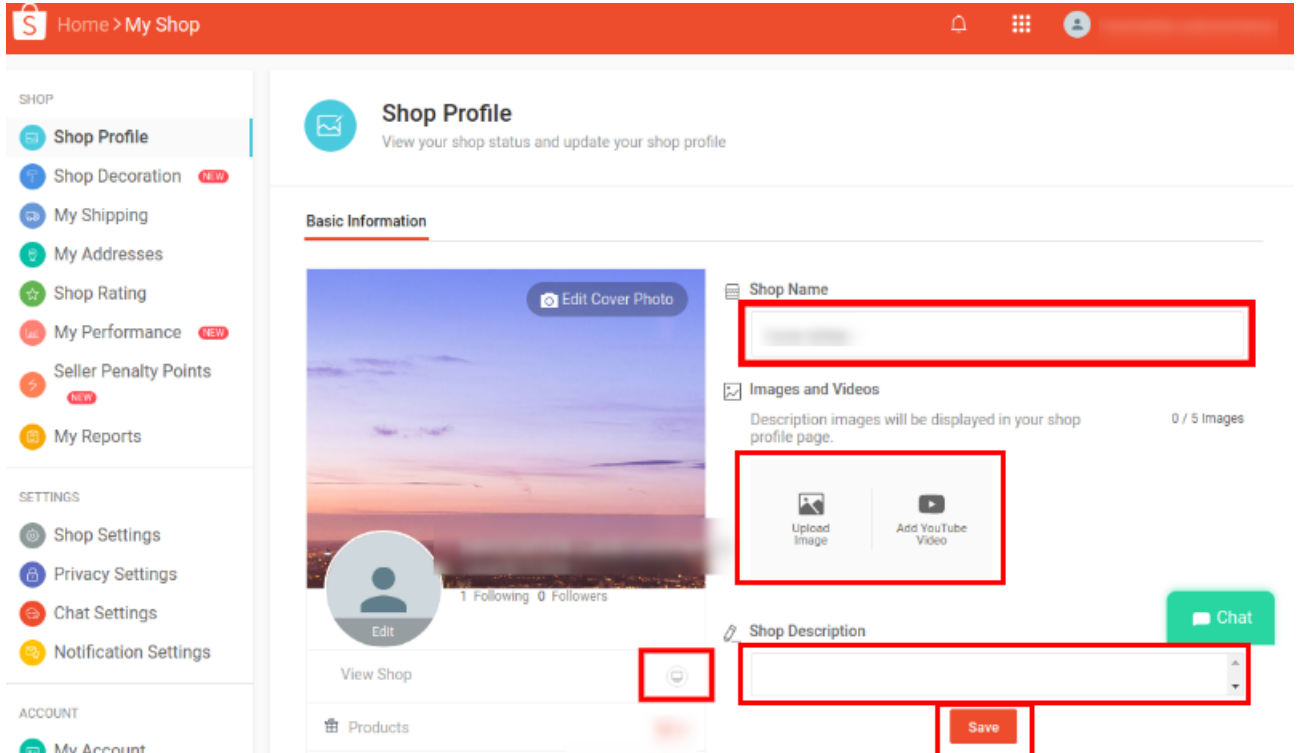 S Home > My Shop
SHOP
Shop Profile
Shop Decoration NEW
My Shipping
My Addresses
Shop Rating
My Performance NEW
Seller Penalty Points
NEW
My Reports
SETTINGS
Shop Settings
Privacy Settings
Chat Settings
Notification Settings
ACCOUNT
My Account
Shop Profile
View your shop status and update your shop profile
Basic Information
Edit Cover Photo
1 Following 0 Followers
Edit
View Shop
Products
Shop Name
Images and Videos
Description images will be displayed in your shop
profile page.
0 / 5 Images
Upload
Image
Add YouTube
Video
Chat
Shop Description
Save